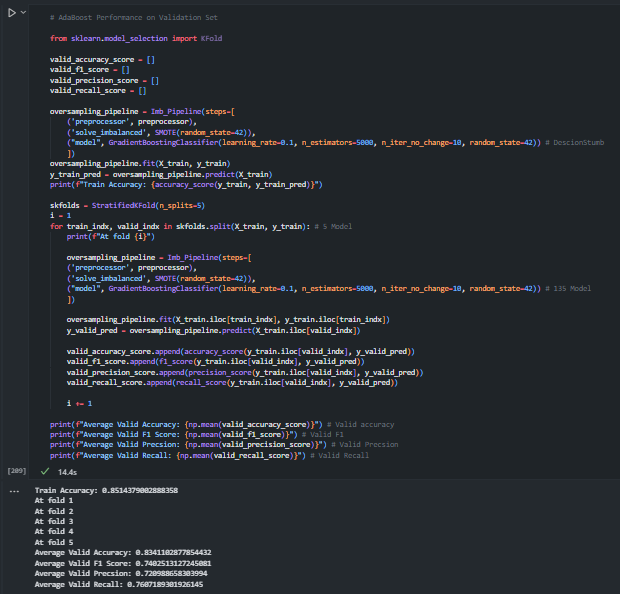 # AdaBoost Performance on Validation Set
from sklearn.model_selection import KFold
valid_accuracy_score = []
valid_f1_score = []
valid_precision_score = []
valid_recall_score = []
oversampling_pipeline = Imb_Pipeline(steps=[
('preprocessor', preprocessor),
('solve_imbalanced', SMOTE(random_state=42)),
("model", GradientBoostingClassifier(learning_rate=0.1, n_estimators=5000, n_iter_no_change=10, random_state=42)) # DescionStumb
])
oversampling_pipeline.fit(X_train, y_train)
y_train_pred = oversampling_pipeline.predict(X_train)
print(f"Train Accuracy: {accuracy_score(y_train, y_train_pred)}")
skfolds = StratifiedKFold(n_splits=5)
i = 1
for train_indx, valid_indx in skfolds.split(X_train, y_train): # 5 Model
print(f"At fold {i}")
oversampling_pipeline = Imb_Pipeline(steps=[
('preprocessor', preprocessor),
('solve_imbalanced', SMOTE(random_state=42)),
("model", GradientBoostingClassifier(learning_rate=0.1, n_estimators=5000, n_iter_no_change=10, random_state=42)) # 135 Model
])
oversampling_pipeline.fit(X_train.iloc[train_indx], y_train.iloc[train_indx])
y_valid_pred = oversampling_pipeline.predict(X_train.iloc[valid_indx])
valid_accuracy_score.append(accuracy_score(y_train.iloc[valid_indx], y_valid_pred))
valid_f1_score.append(f1_score(y_train.iloc[valid_indx], y_valid_pred))
valid_precision_score.append(precision_score(y_train.iloc[valid_indx], y_valid_pred))
valid_recall_score.append(recall_score(y_train.iloc[valid_indx], y_valid_pred))
i += 1
print(f"Average Valid Accuracy: {np.mean(valid_accuracy_score)}") # Valid accuracy
print(f"Average Valid F1 Score: {np.mean(valid_f1_score)}") # Valid F1
print(f"Average Valid Precsion: {np.mean(valid_precision_score)}") # Valid Precsion
print(f"Average Valid Recall: {np.mean(valid_recall_score)}") # Valid Recall
[209] ✓ 14.4s
... Train Accuracy: 0.8514379002888358
At fold 1
At fold 2
At fold 3
At fold 4
At fold 5
Average Valid Accuracy: 0.8341102877854432
Average Valid F1 Score: 0.7402513127245081
Average Valid Precsion: 0.720988658303994
Average Valid Recall: 0.7607189301926145